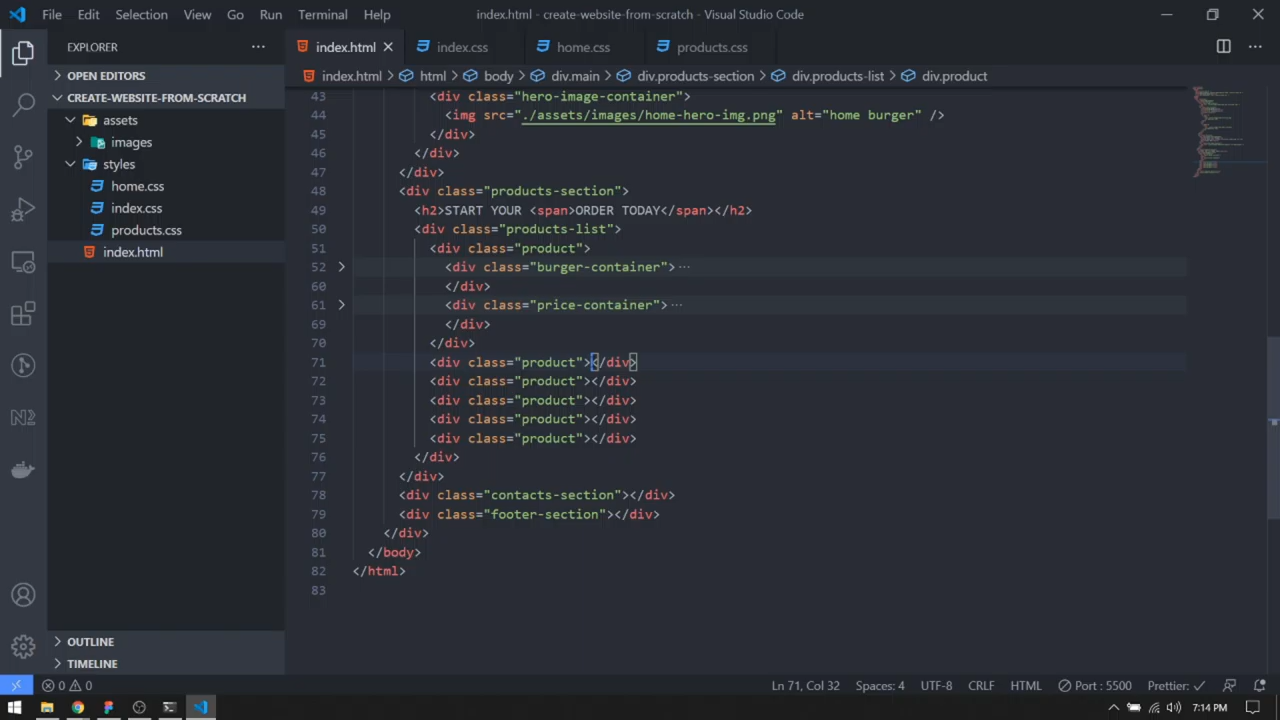 File Edit Selection View Go Run Terminal Help index.html - create-website-from-scratch - Visual Studio Code
EXPLORER
index.html index.css home.css products.css
OPEN EDITORS
index.html html body div.main div.products-section div.products-list div.product
CREATE-WEBSITE-FROM-SCRATCH
assets
images
styles
home.css
index.css
products.css
index.html
43 <div class="hero-image-container">
44 <img src="./assets/images/home-hero-img.png" alt="home burger" />
45 </div>
46 </div>
47 </div>
48 <div class="products-section">
49 <h2>START YOUR <span>ORDER TODAY</span></h2>
50 <div class="products-list">
51 <div class="product">
52 <div class="burger-container">···
60 </div>
61 <div class="price-container">···
69 </div>
70 </div>
71 <div class="product"></div>
72 <div class="product"></div>
73 <div class="product"></div>
74 <div class="product"></div>
75 <div class="product"></div>
76 </div>
77 </div>
78 <div class="contacts-section"></div>
79 <div class="footer-section"></div>
80 </div>
81 </body>
82 </html>
83
OUTLINE
TIMELINE
0 0 Ln 71, Col 32 Spaces: 4 UTF-8 CRLF HTML Port : 5500 Prettier: ✓
7:14 PM